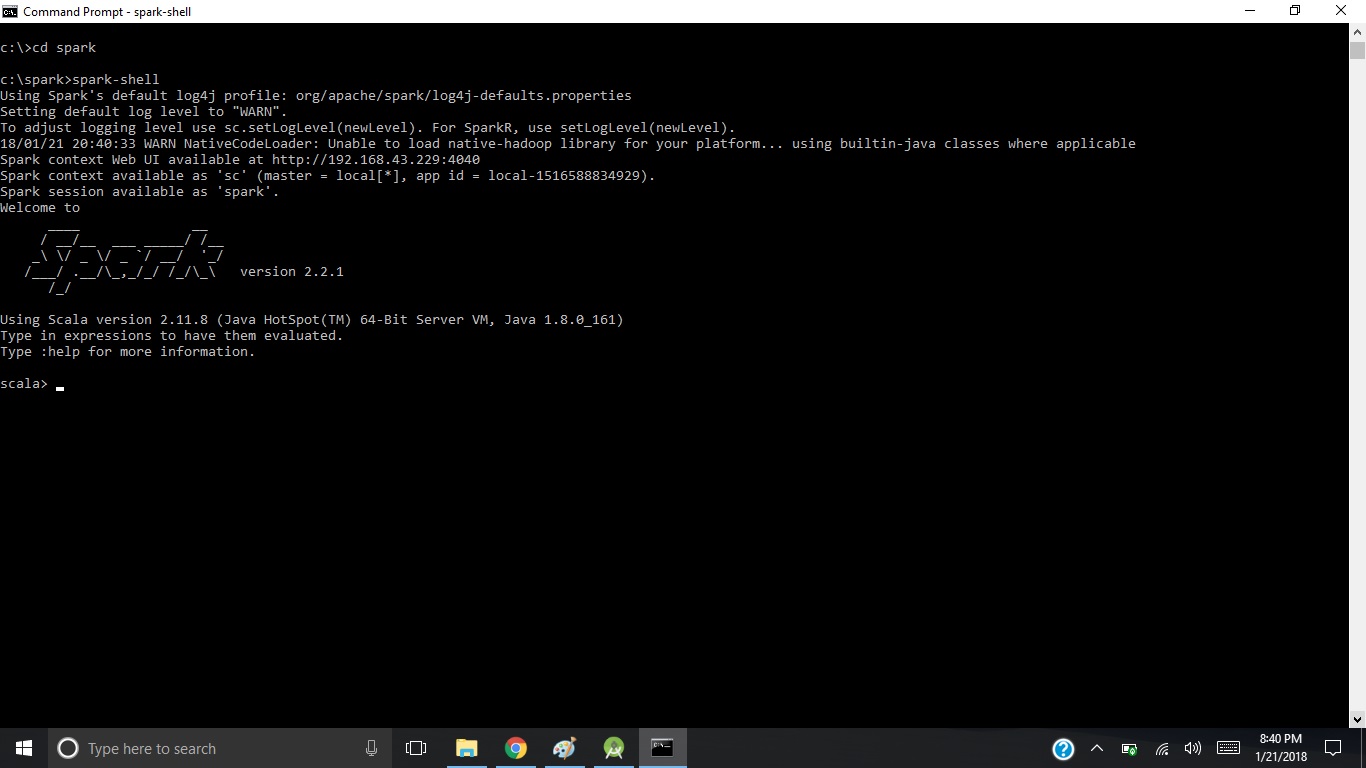 Command Prompt - spark-shell
c:\>cd spark
c:\spark>spark-shell
Using Spark's default log4j profile: org/apache/spark/log4j-defaults.properties
Setting default log level to "WARN".
To adjust logging level use sc.setLogLevel(newLevel). For SparkR, use setLogLevel(newLevel).
18/01/21 20:40:33 WARN NativeCodeLoader: Unable to load native-hadoop library for your platform... using builtin-java classes where applicable
Spark context Web UI available at http://192.168.43.229:4040
Spark context available as 'sc' (master = local[*], app id = local-1516588834929).
Spark session available as 'spark'.
Welcome to
      ____              __
     / __/__  ___ _____/ /__
    _\ \/ _ \/ _ `/ __/  '_/
   /___/ .__/\_,_/_/ /_/\_\   version 2.2.1
      /_/
Using Scala version 2.11.8 (Java HotSpot(TM) 64-Bit Server VM, Java 1.8.0_161)
Type in expressions to have them evaluated.
Type :help for more information.
scala> _
Type here to search
8:40 PM
1/21/2018